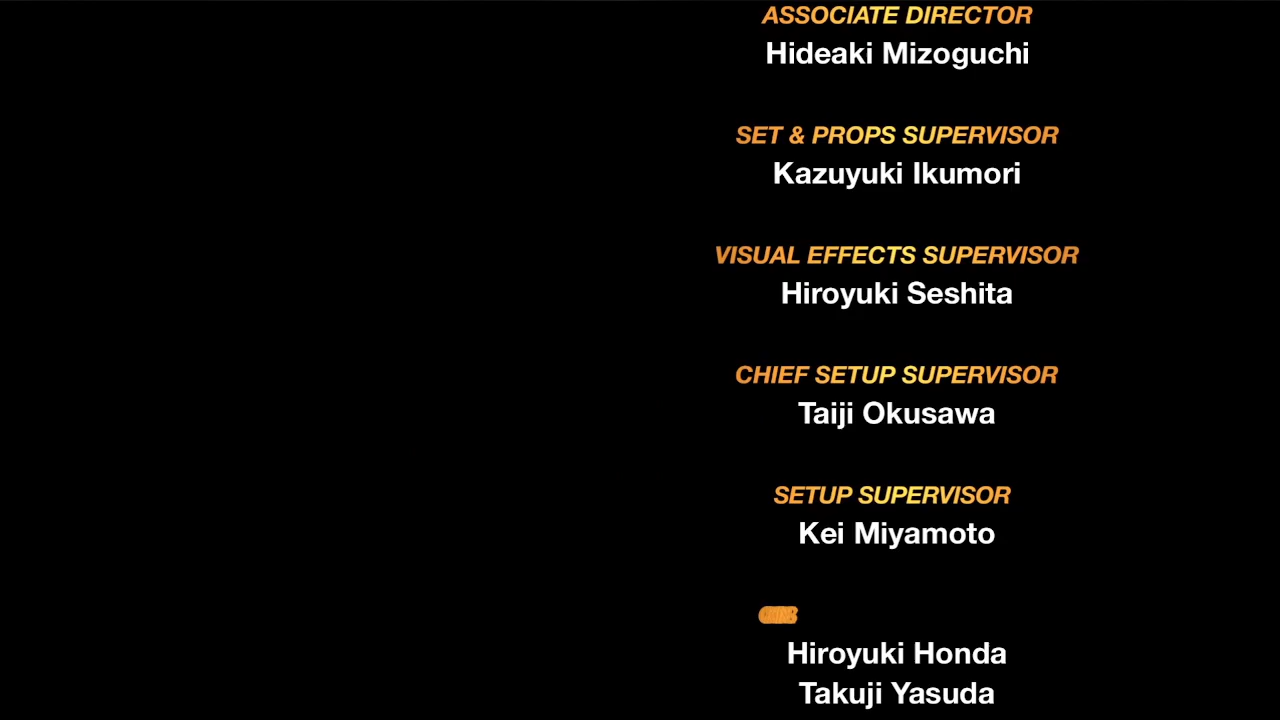 ASSOCIATE DIRECTOR
Hideaki Mizoguchi
SET & PROPS SUPERVISOR
Kazuyuki Ikumori
VISUAL EFFECTS SUPERVISOR
Hiroyuki Seshita
CHIEF SETUP SUPERVISOR
Taiji Okusawa
SETUP SUPERVISOR
Kei Miyamoto
Hiroyuki Honda
Takuji Yasuda